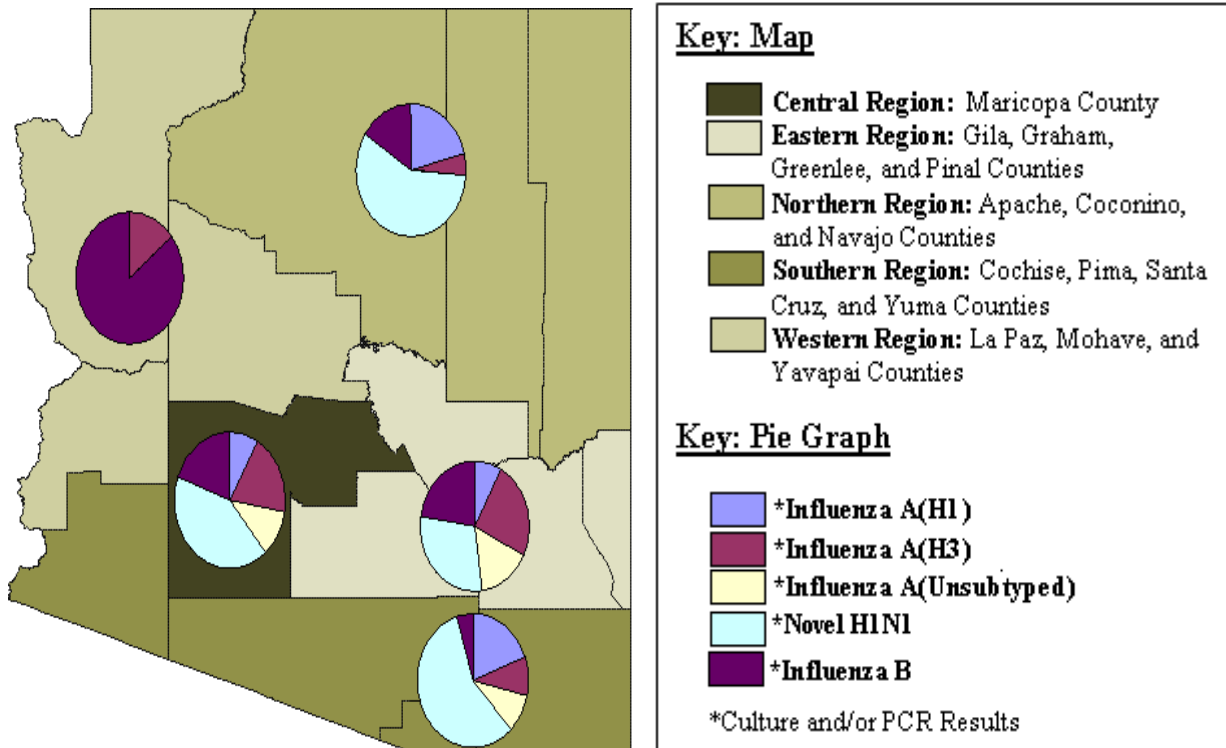 Key: Map
Central Region: Maricopa County
Eastern Region: Gila, Graham,
Greenlee, and Pinal Counties
Northern Region: Apache, Coconino,
and Navajo Counties
Southern Region: Cochise, Pima, Santa
Cruz, and Yuma Counties
Western Region: La Paz, Mohave, and
Yavapai Counties
Key: Pie Graph
*Influenza A(H1)
*Influenza A(H3)
*Influenza A(Unsubtyped)
*Novel H1N1
*Influenza B
*Culture and/or PCR Results